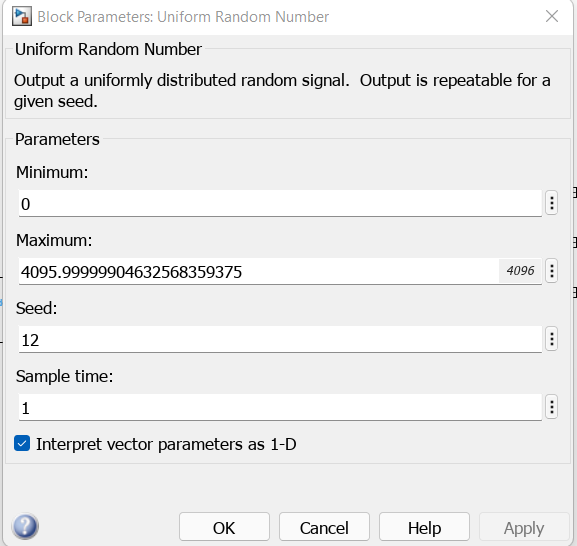 Block Parameters: Uniform Random Number
Uniform Random Number
Output a uniformly distributed random signal.  Output is repeatable for a
given seed.
Parameters
Minimum:
0
Maximum:
4095.99999904632568359375 4096
Seed:
12
Sample time:
1
Interpret vector parameters as 1-D
OK Cancel Help Apply